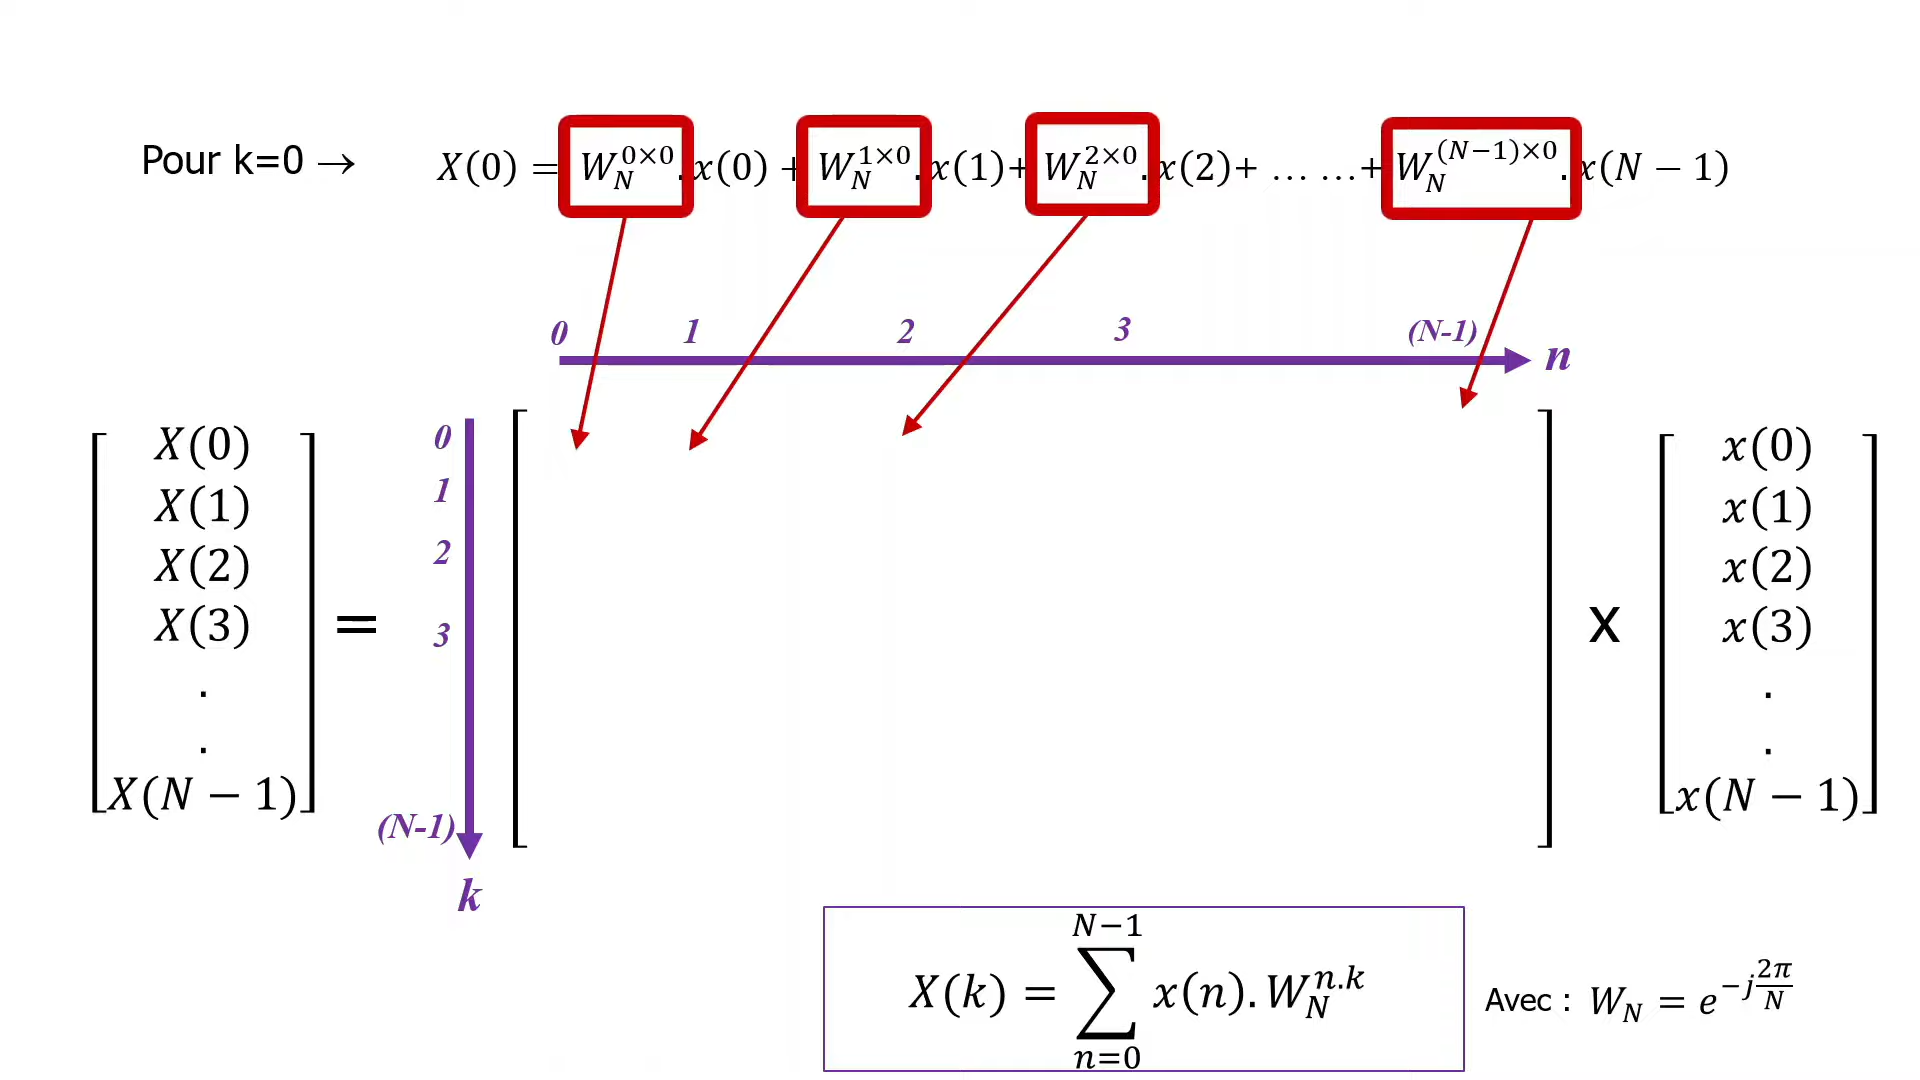 Pour k=0 → X(0) = W_N^{0×0}.x(0) + W_N^{1×0}.x(1)+ W_N^{2×0}.x(2)+ … …+ W_N^{(N−1)×0}.x(N − 1)
0 1 2 3 (N-1)
n
X(0)
X(1)
X(2)
X(3)
.
.
X(N − 1)
=
0
1
2
3
(N-1)
k
x
x(0)
x(1)
x(2)
x(3)
.
.
x(N − 1)
X(k) = ∑_{n=0}^{N−1} x(n). W_N^{n.k}
Avec : W_N = e^{−j\frac{2π}{N}}